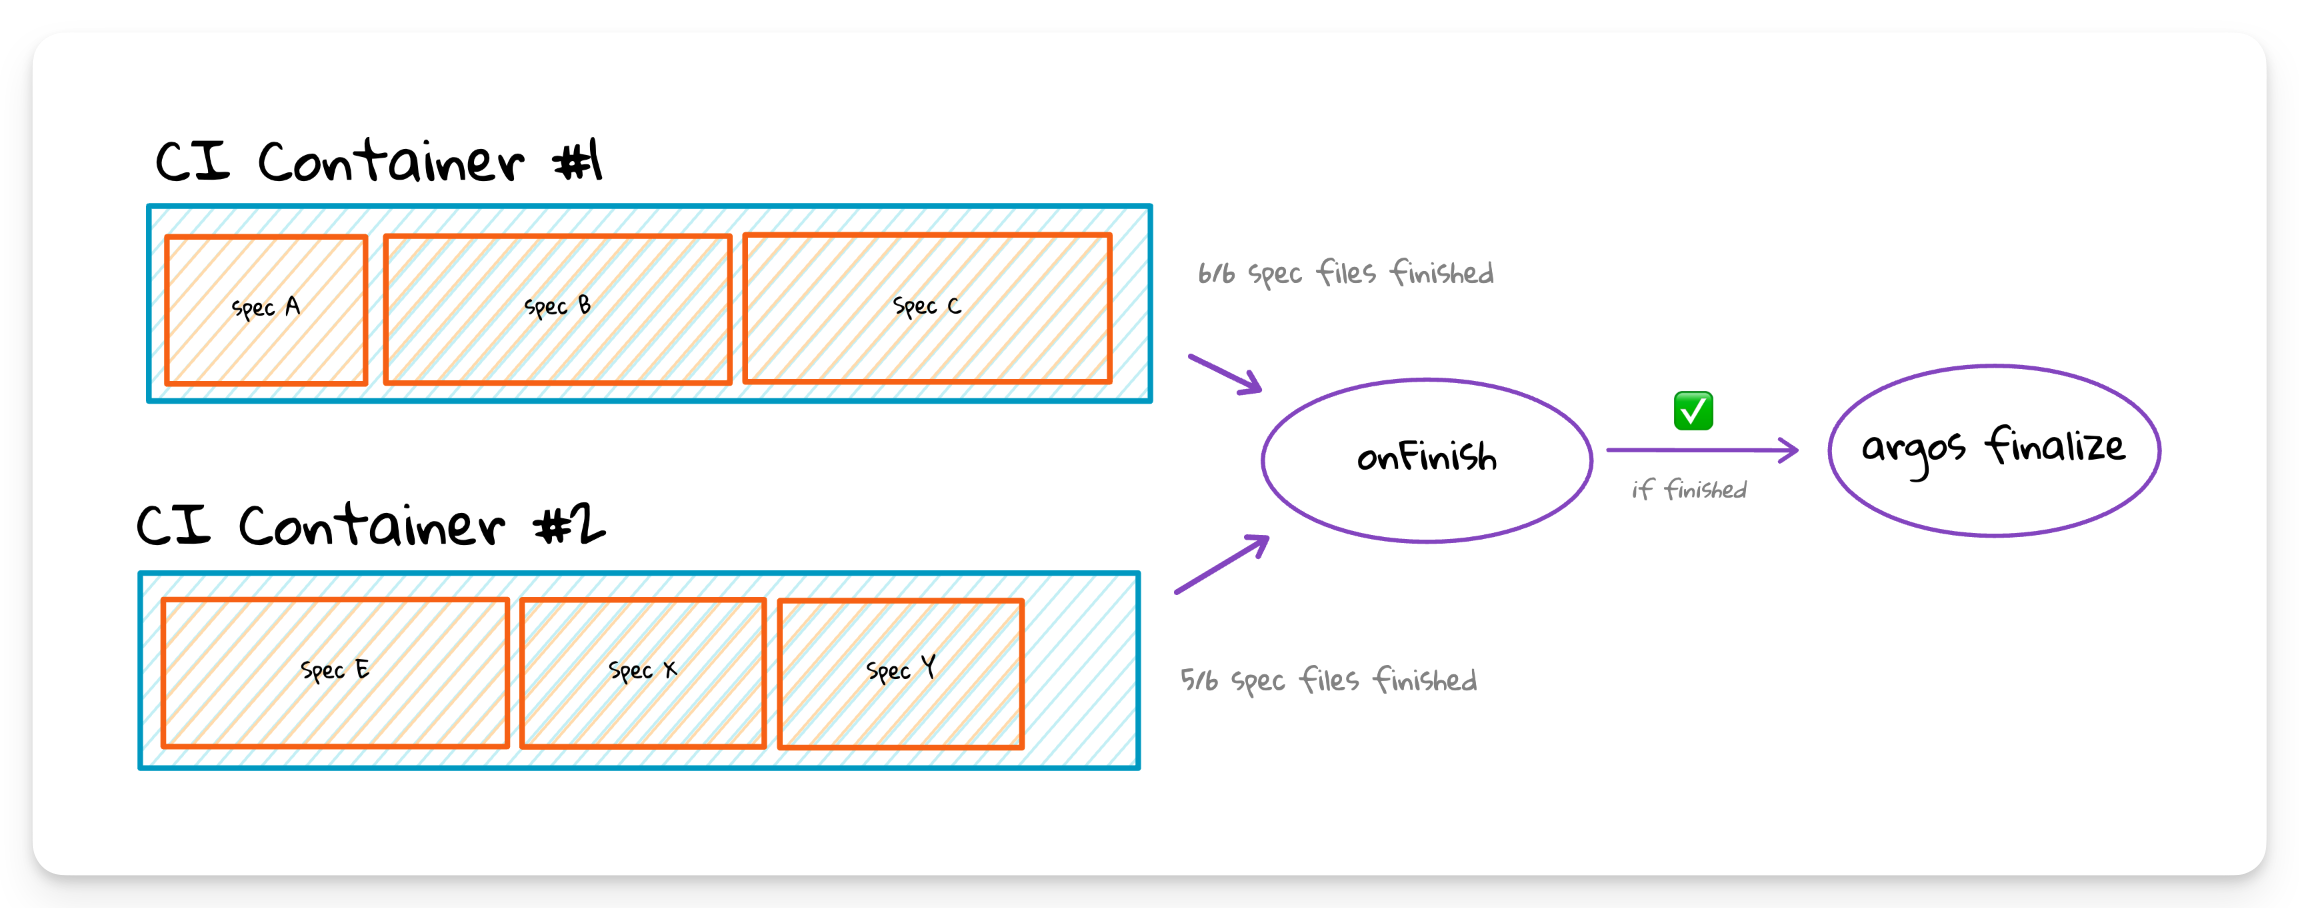 CI Container #1
Spec A
Spec B
Spec C
6/6 spec files finished
onFinish
if finished
argos finalize
CI Container #2
Spec E
Spec X
Spec Y
5/6 spec files finished